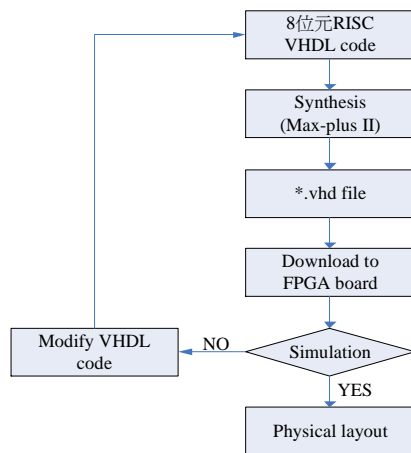 8位元RISC
VHDL code
Synthesis
(Max-plus II)
*.vhd file
Download to
FPGA board
Simulation
NO
Modify VHDL
code
YES
Physical layout